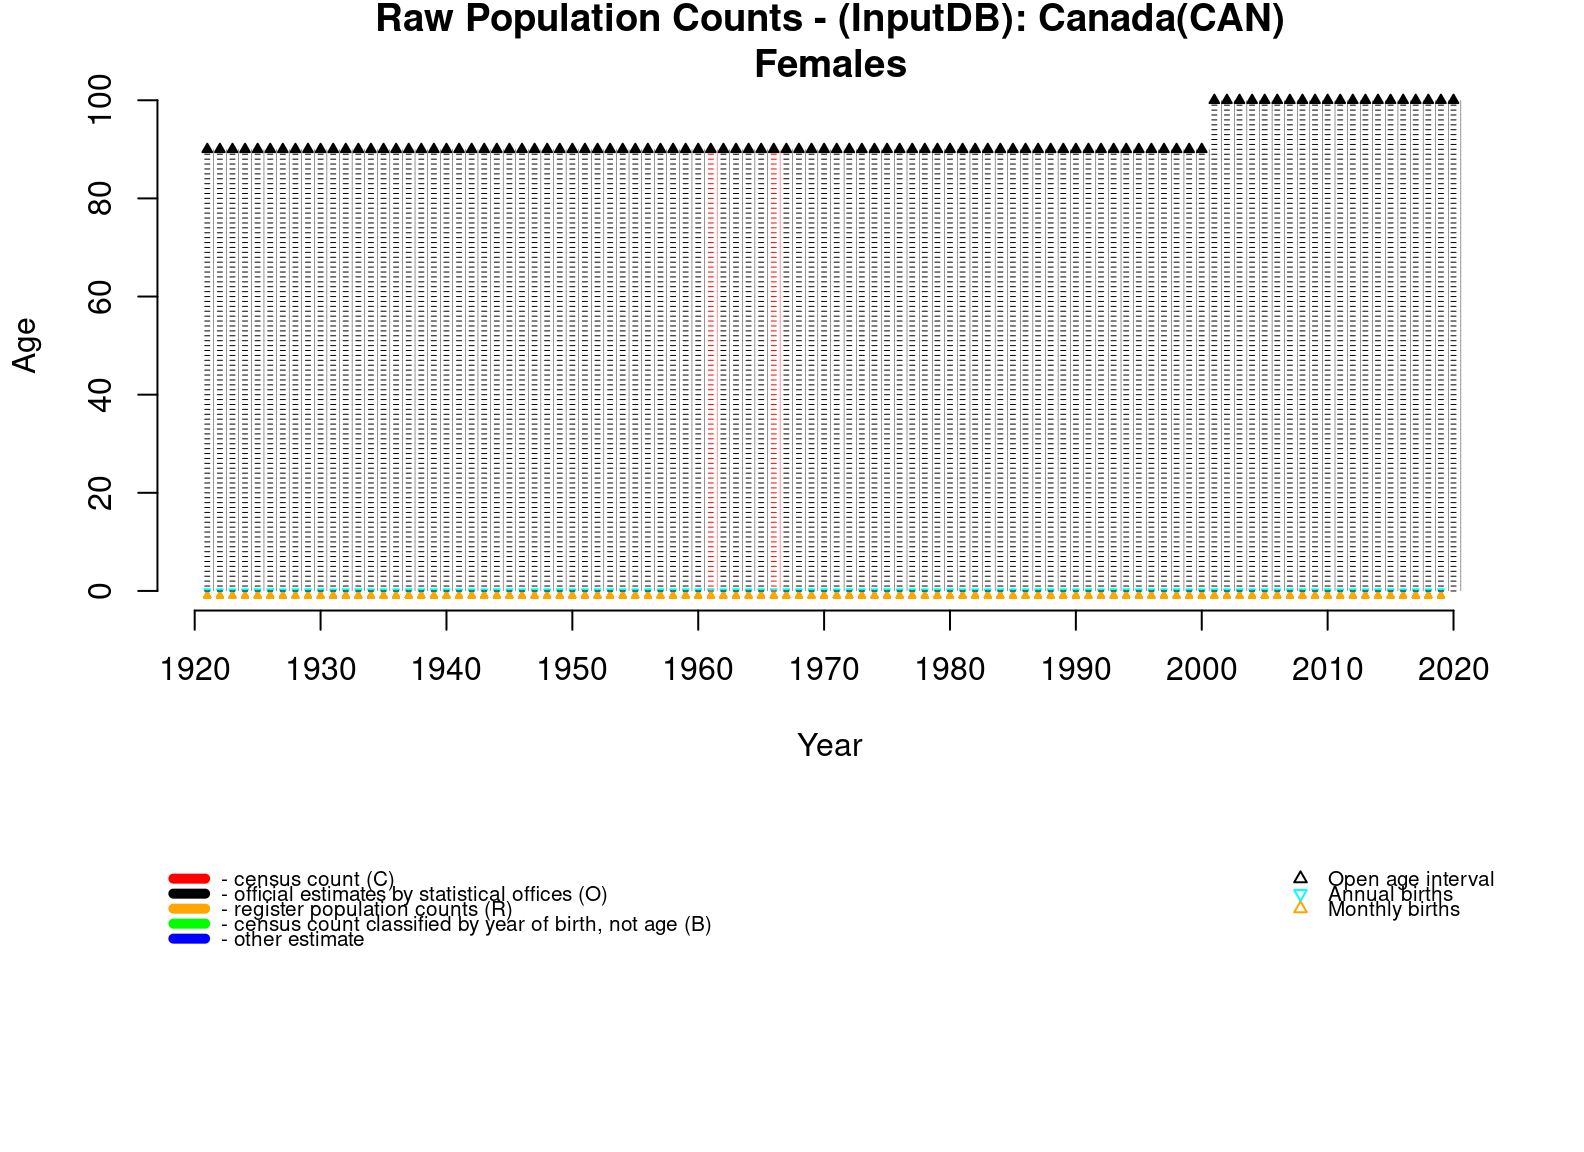 Raw Population Counts - (InputDB): Canada(CAN)
Females
Age
100
80
60
40
20
0
1920 1930 1940 1950 1960 1970 1980 1990 2000 2010 2020
Year
- census count (C)
- official estimates by statistical offices (O)
- register population counts (R)
- census count classified by year of birth, not age (B)
- other estimate
Open age interval
Annual births
Monthly births